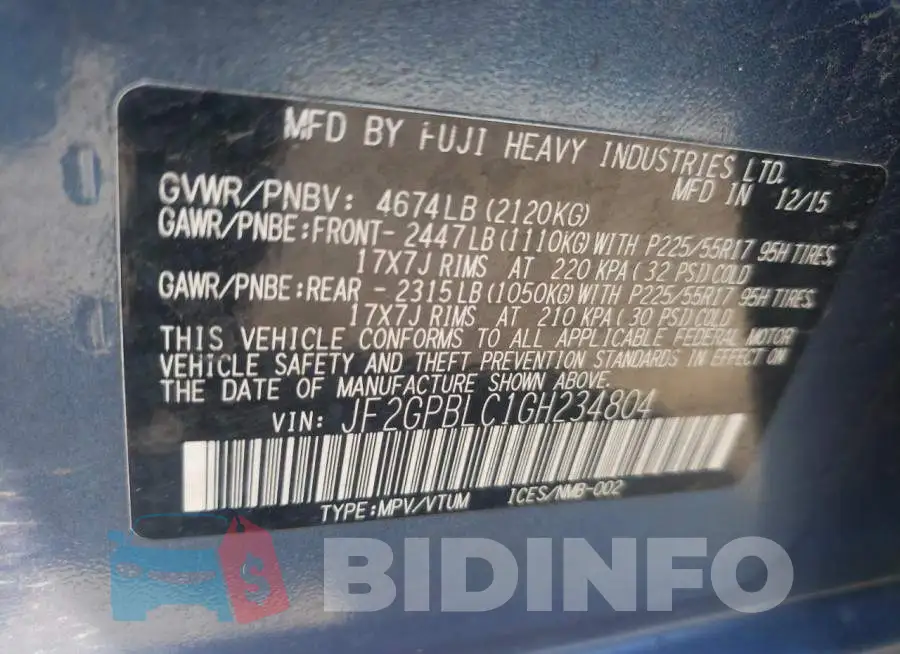 MFD BY FUJI HEAVY INDUSTRIES LTD.
MFD IN 12/15
GVWR/PNBV: 4674LB(2120KG)
GAWR/PNBE:FRONT- 2447LB(1110KG)WITH P225/55R17 95H TIRES
17X7J RIMS AT 220 KPA(32 PSI)COLD
GAWR/PNBE:REAR - 2315LB(1050KG)WITH P225/55R17 95H TIRES
17X7J RIMS AT 210 KPA(30 PSI)COLD
THIS VEHICLE CONFORMS TO ALL APPLICABLE FEDERAL MOTOR
VEHICLE SAFETY AND THEFT PREVENTION STANDARDS IN EFFECT ON
THE DATE OF MANUFACTURE SHOWN ABOVE.
VIN: JF2GPBLC1GH234804
TYPE:MPV/VTUM ICES/NMB-002
$ BIDINFO